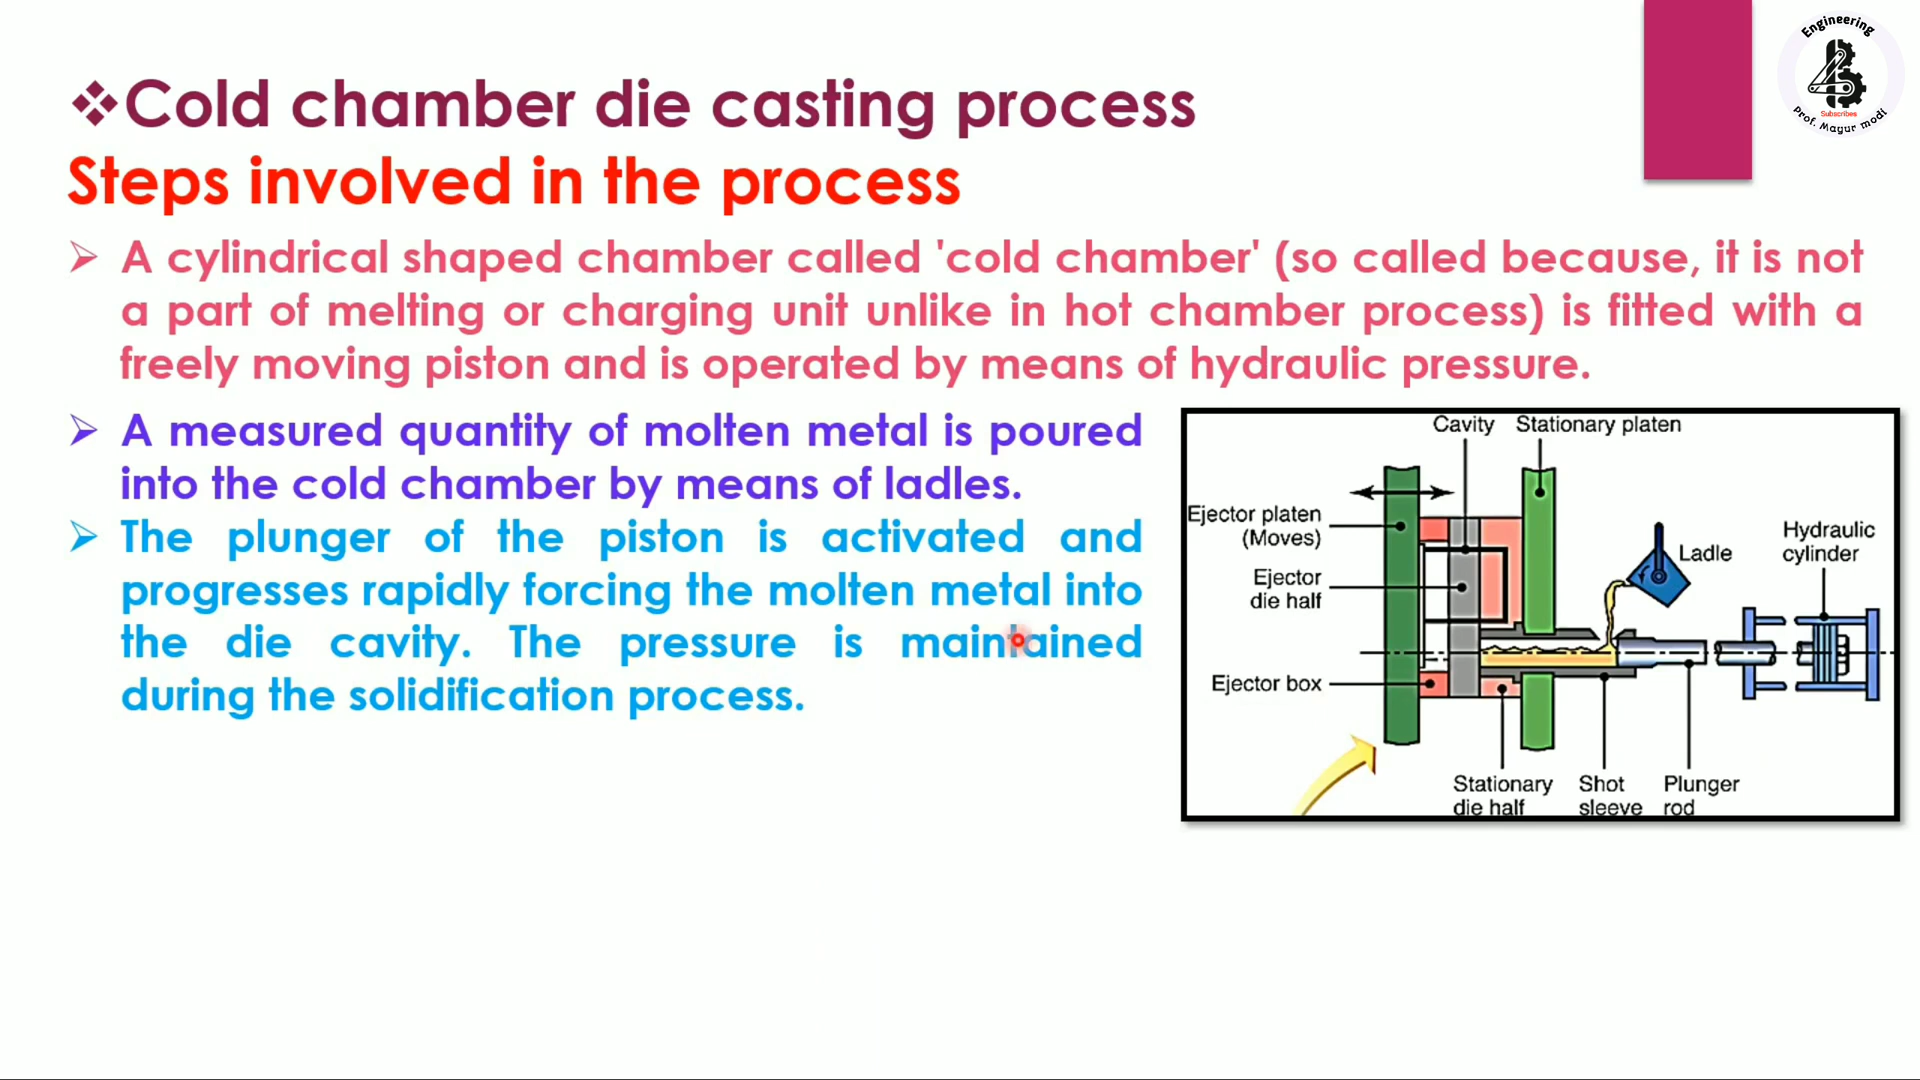 Engineering
Subscribes
Prof. Mayur modi
Cold chamber die casting process
Steps involved in the process
A cylindrical shaped chamber called 'cold chamber' (so called because, it is not
a part of melting or charging unit unlike in hot chamber process) is fitted with a
freely moving piston and is operated by means of hydraulic pressure.
A measured quantity of molten metal is poured
into the cold chamber by means of ladles.
The plunger of the piston is activated and
progresses rapidly forcing the molten metal into
the die cavity. The pressure is maintained
during the solidification process.
Cavity Stationary platen
Ejector platen
(Moves)
Ejector
die half
Ejector box
Ladle
Hydraulic
cylinder
Stationary
die half
Shot
sleeve
Plunger
rod